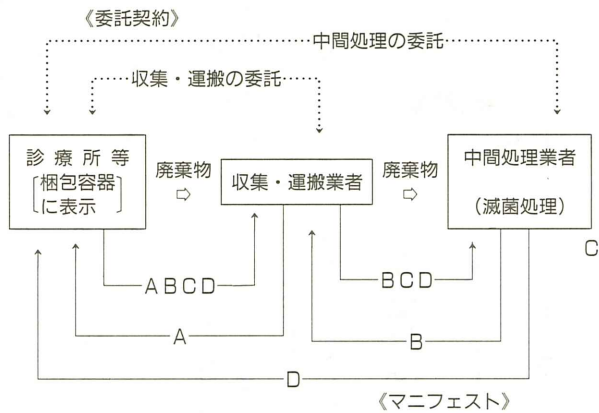 《委託契約》
中間処理の委託
収集・運搬の委託
診療所等
梱包容器
に表示
廃棄物
⇨
収集・運搬業者
廃棄物
⇨
中間処理業者
(滅菌処理)
C
ABCD
BCD
A
B
D
《マニフェスト》